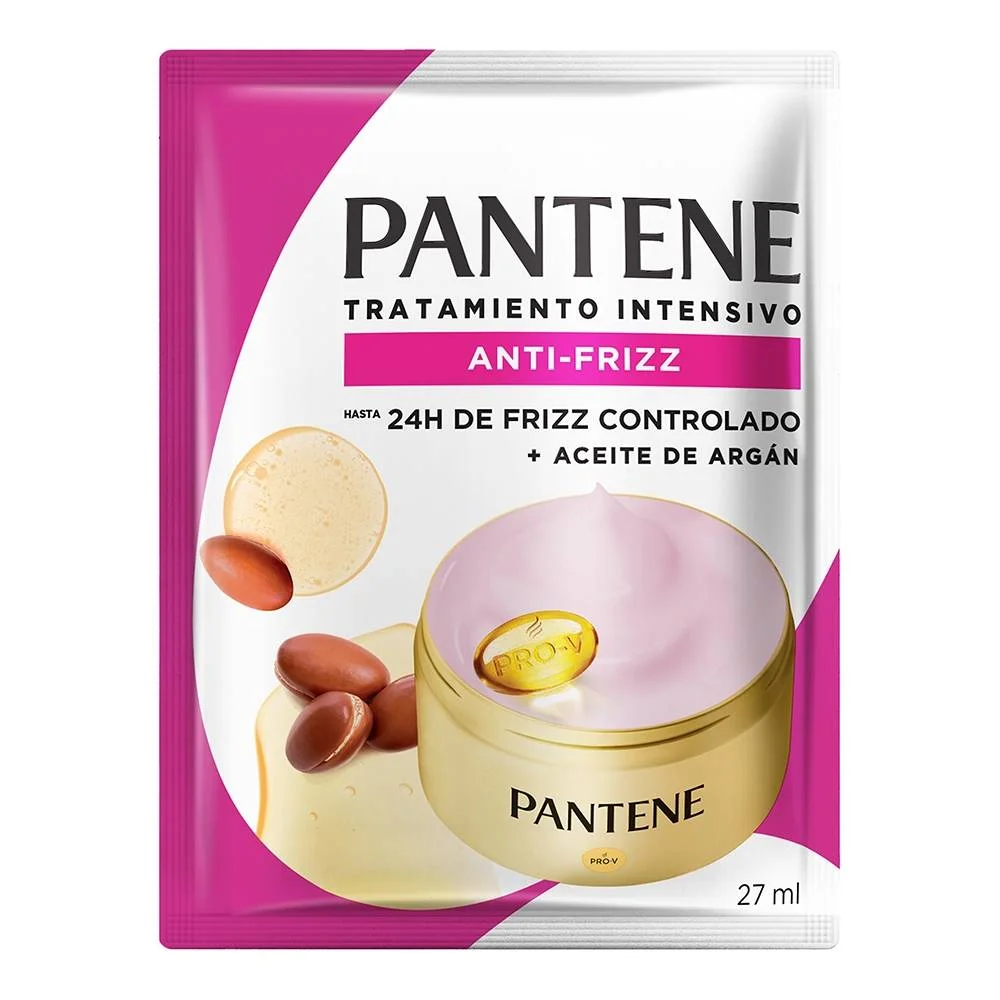 PANTENE
TRATAMIENTO INTENSIVO
ANTI-FRIZZ
HASTA 24H DE FRIZZ CONTROLADO
+ ACEITE DE ARGÁN
PRO-V
PANTENE
PRO-V
27 ml